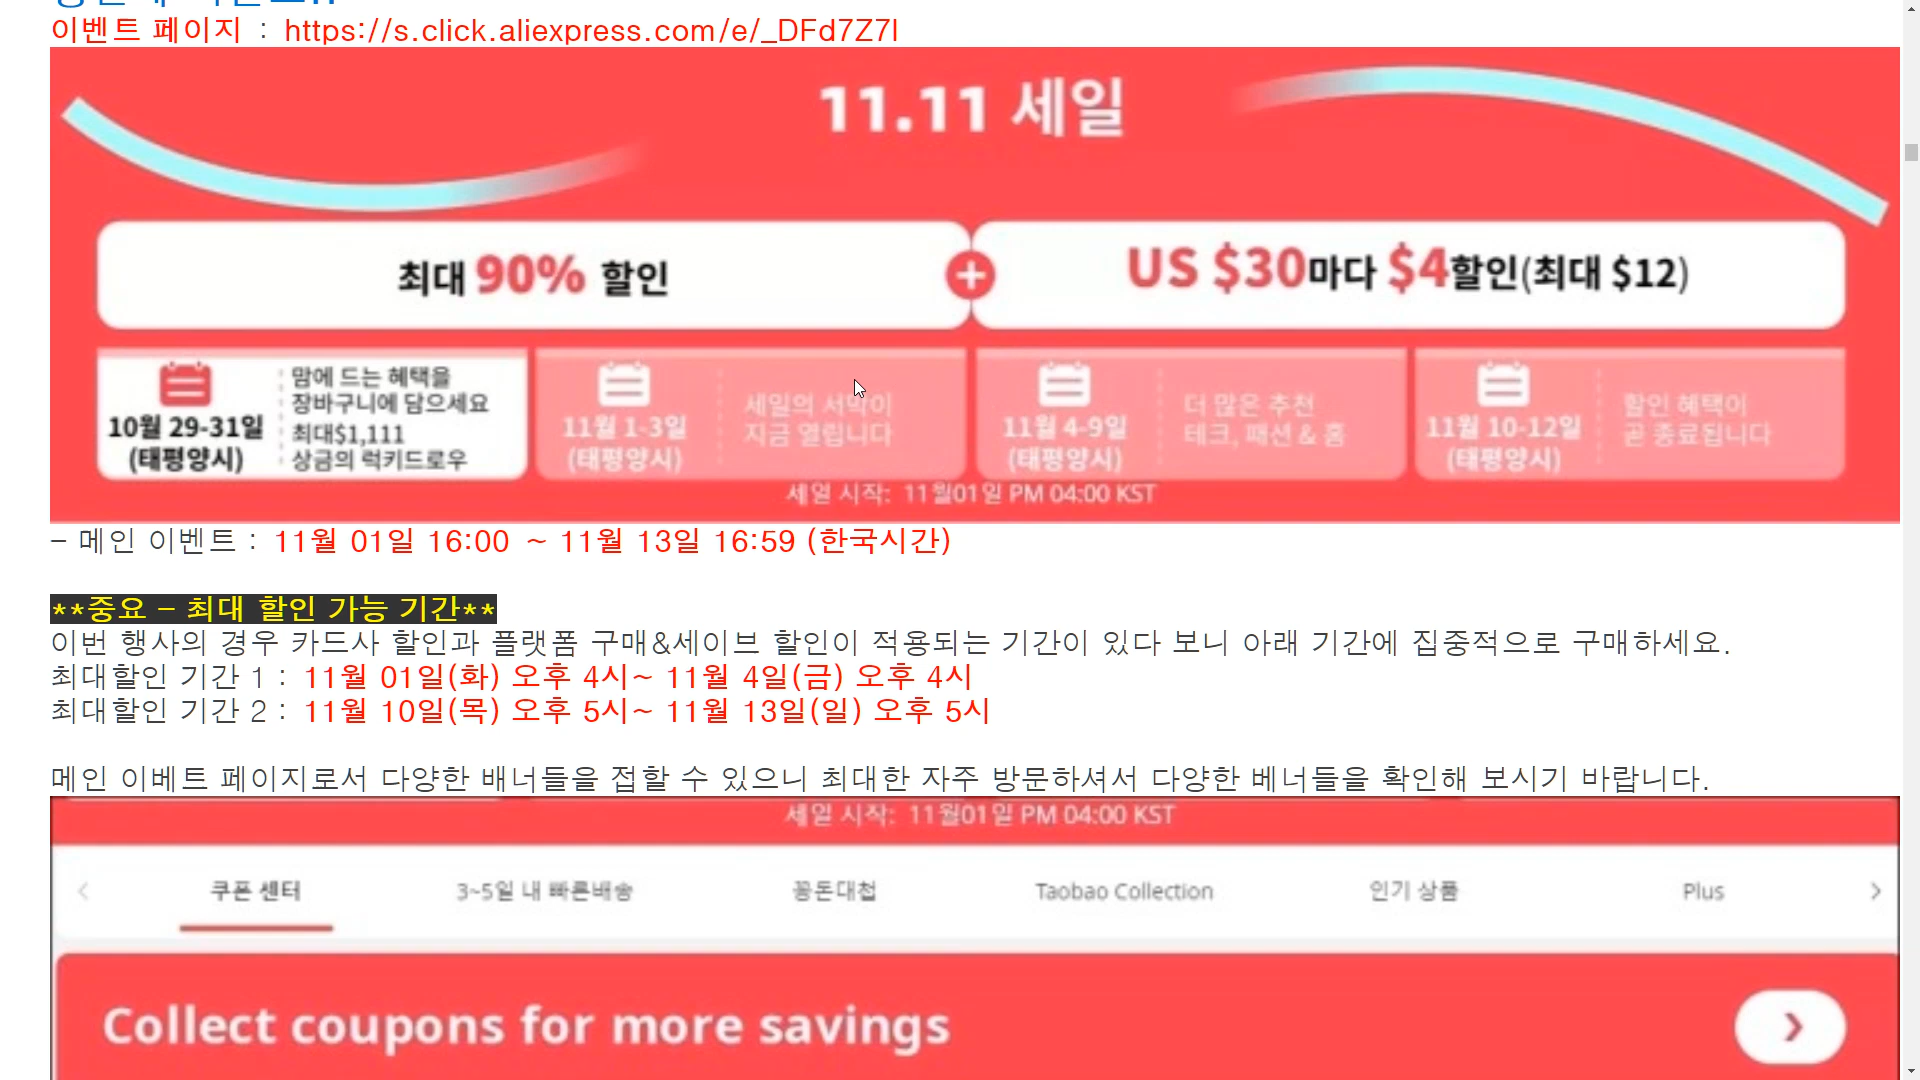 이벤트 페이지 : https://s.click.aliexpress.com/e/_DFd7Z7l
11.11 세일
최대 90% 할인
US $30마다 $4할인(최대 $12)
10월 29-31일
(태평양시)
맘에 드는 혜택을
장바구니에 담으세요
최대$1,111
상금의 럭키드로우
11월 1-3일
(태평양시)
세일의 서막이
지금 열립니다
11월 4-9일
(태평양시)
더 많은 추천
테크, 패션 & 홈
11월 10-12일
(태평양시)
할인 혜택이
곧 종료됩니다
세일 시작: 11월01일 PM 04:00 KST
- 메인 이벤트 : 11월 01일 16:00 ~ 11월 13일 16:59 (한국시간)
**중요 - 최대 할인 가능 기간**
이번 행사의 경우 카드사 할인과 플랫폼 구매&세이브 할인이 적용되는 기간이 있다 보니 아래 기간에 집중적으로 구매하세요.
최대할인 기간 1 : 11월 01일(화) 오후 4시~ 11월 4일(금) 오후 4시
최대할인 기간 2 : 11월 10일(목) 오후 5시~ 11월 13일(일) 오후 5시
메인 이베트 페이지로서 다양한 배너들을 접할 수 있으니 최대한 자주 방문하셔서 다양한 베너들을 확인해 보시기 바랍니다.
세일 시작: 11월01일 PM 04:00 KST
쿠폰 센터
3~5일 내 빠른배송
꽁돈대첩
Taobao Collection
인기 상품
Plus
Collect coupons for more savings